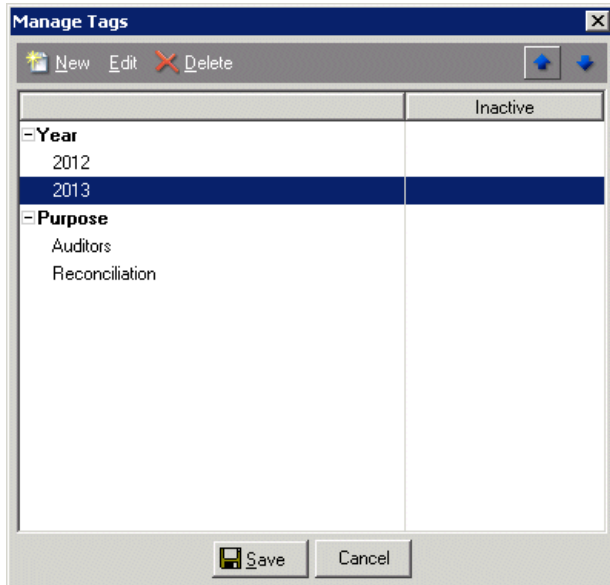 Manage Tags
New Edit Delete
Inactive
Year
2012
2013
Purpose
Auditors
Reconciliation
Save Cancel